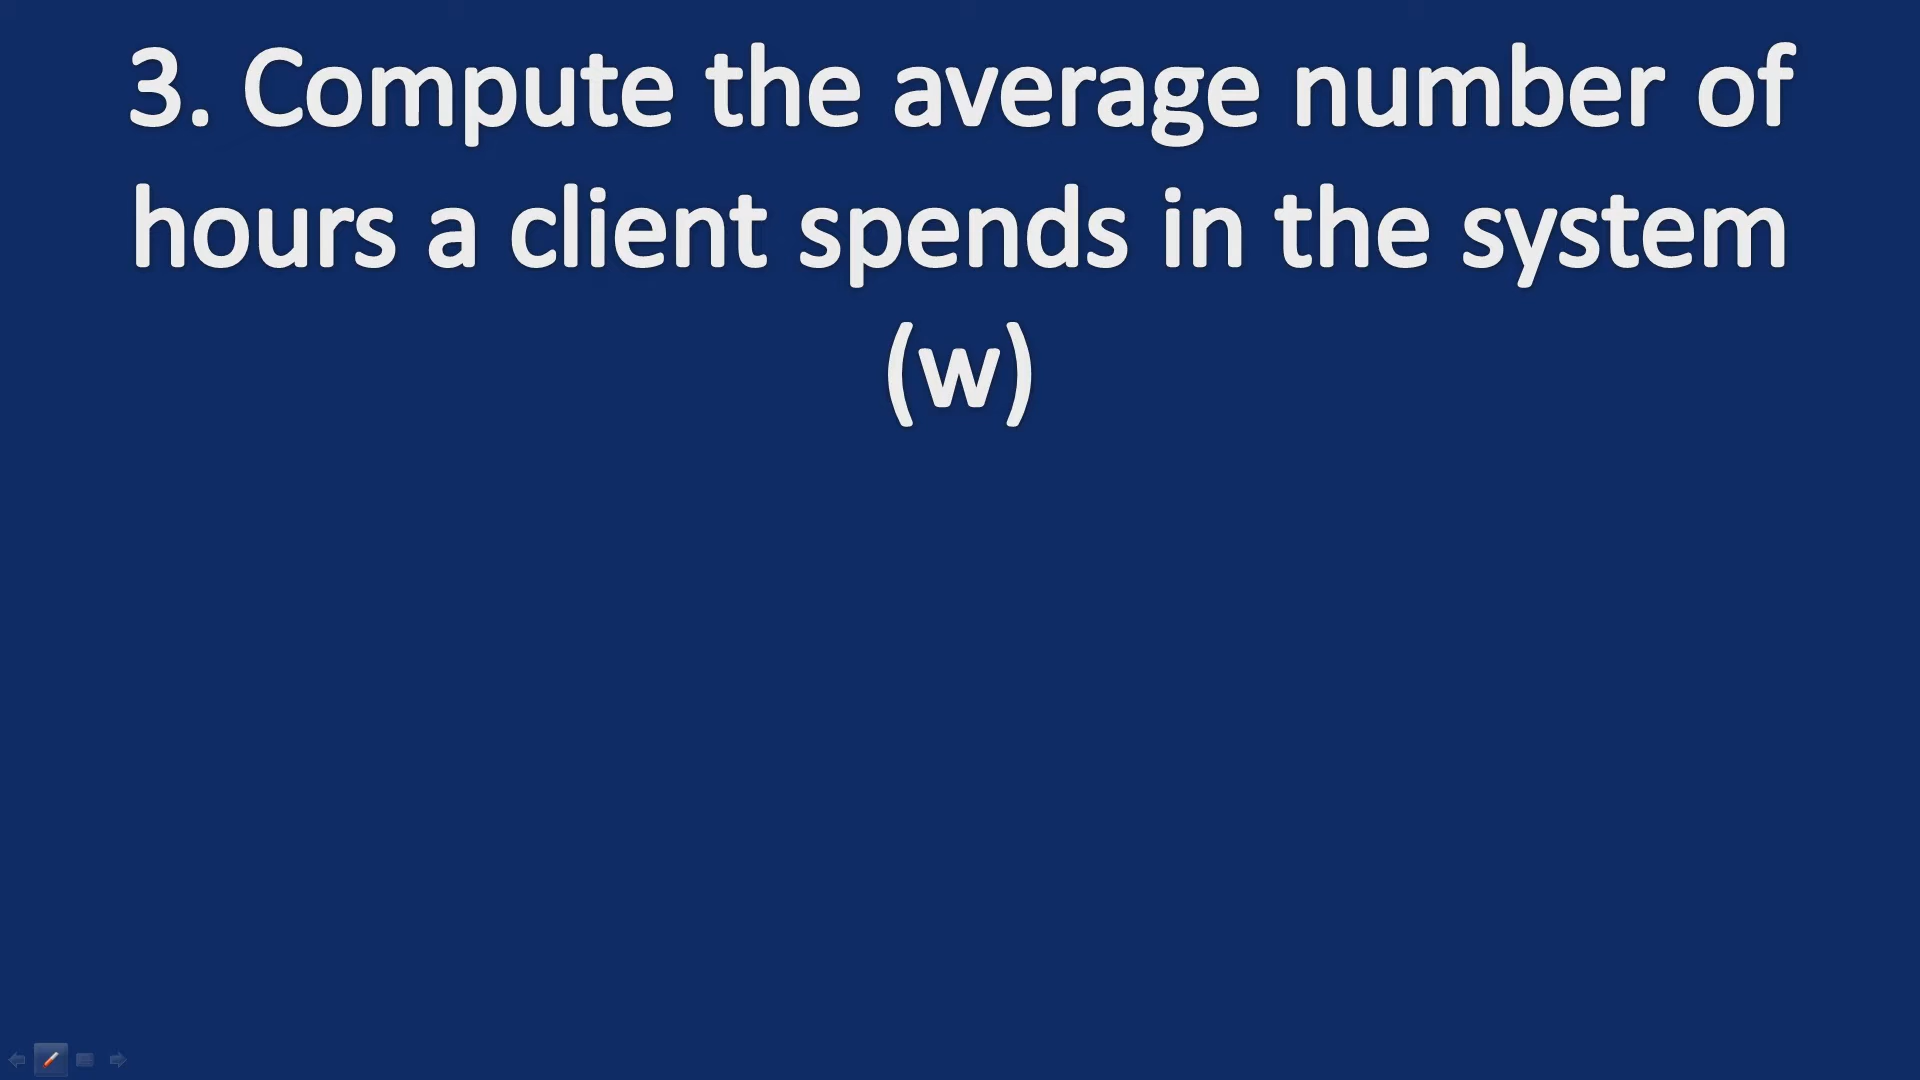 3. Compute the average number of
hours a client spends in the system
(w)